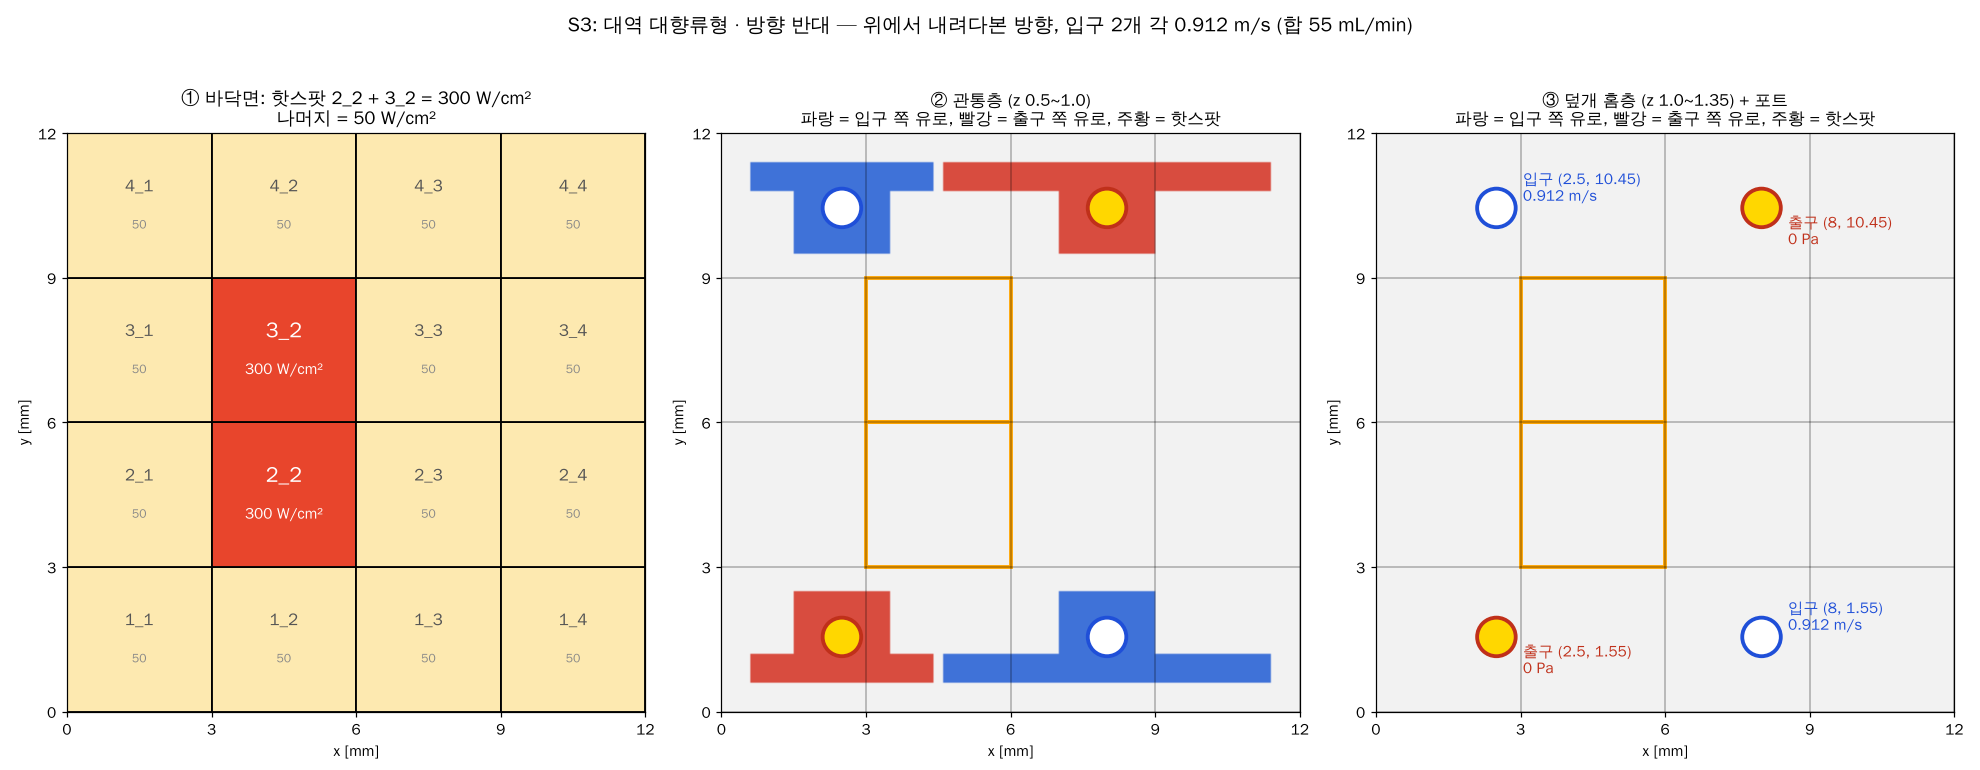 S3: 대역 대향류형 · 방향 반대 — 위에서 내려다본 방향, 입구 2개 각 0.912 m/s (합 55 mL/min)
① 바닥면: 핫스팟 2_2 + 3_2 = 300 W/cm²
나머지 = 50 W/cm²
12
4_1
4_2
4_3
4_4
50
50
50
50
9
3_1
3_2
3_3
3_4
50
300 W/cm²
50
50
6
2_1
2_2
2_3
2_4
50
300 W/cm²
50
50
3
1_1
1_2
1_3
1_4
50
50
50
50
0
0
3
6
9
12
x [mm]
y [mm]
② 관통층 (z 0.5~1.0)
파랑 = 입구 쪽 유로, 빨강 = 출구 쪽 유로, 주황 = 핫스팟
12
9
6
3
0
0
3
6
9
12
x [mm]
y [mm]
③ 덮개 홈층 (z 1.0~1.35) + 포트
파랑 = 입구 쪽 유로, 빨강 = 출구 쪽 유로, 주황 = 핫스팟
12
입구 (2.5, 10.45)
0.912 m/s
출구 (8, 10.45)
0 Pa
9
6
3
입구 (8, 1.55)
0.912 m/s
출구 (2.5, 1.55)
0 Pa
0
0
3
6
9
12
x [mm]
y [mm]